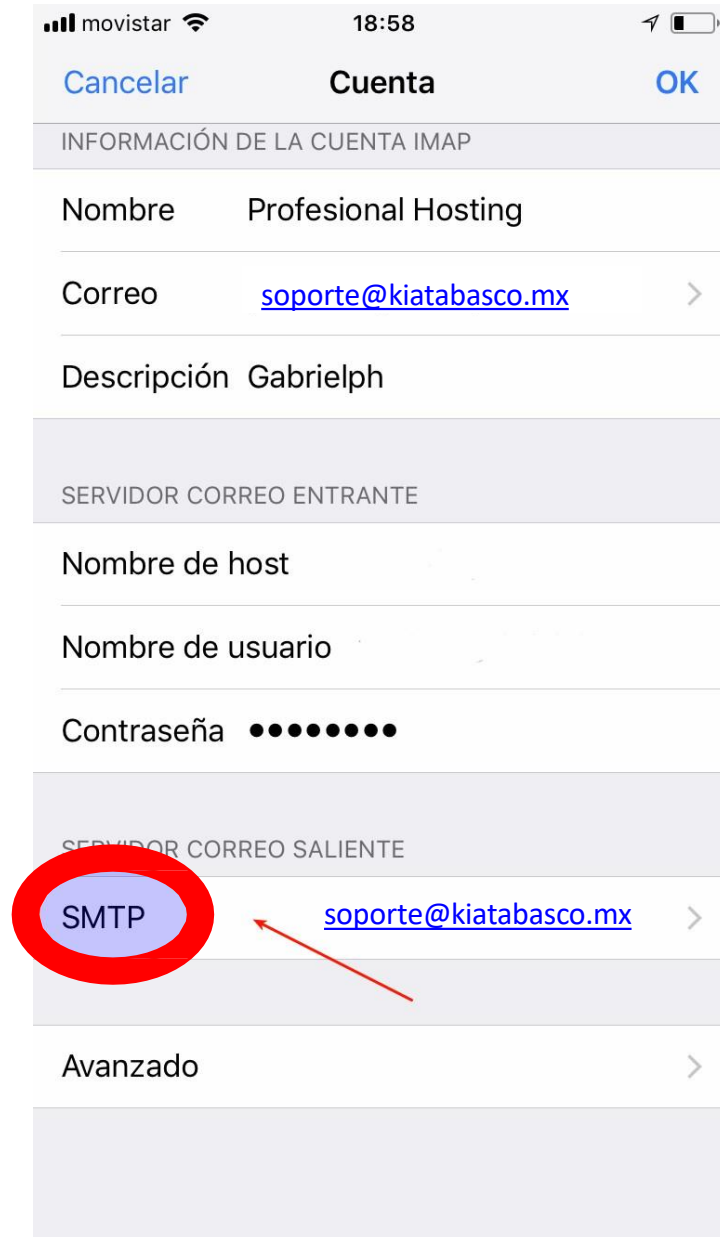 movistar 18:58
Cancelar Cuenta OK
INFORMACIÓN DE LA CUENTA IMAP
Nombre Profesional Hosting
Correo soporte@kiatabasco.mx
Descripción Gabrielph
SERVIDOR CORREO ENTRANTE
Nombre de host
Nombre de usuario
Contraseña ●●●●●●●●
SERVIDOR CORREO SALIENTE
SMTP soporte@kiatabasco.mx
Avanzado